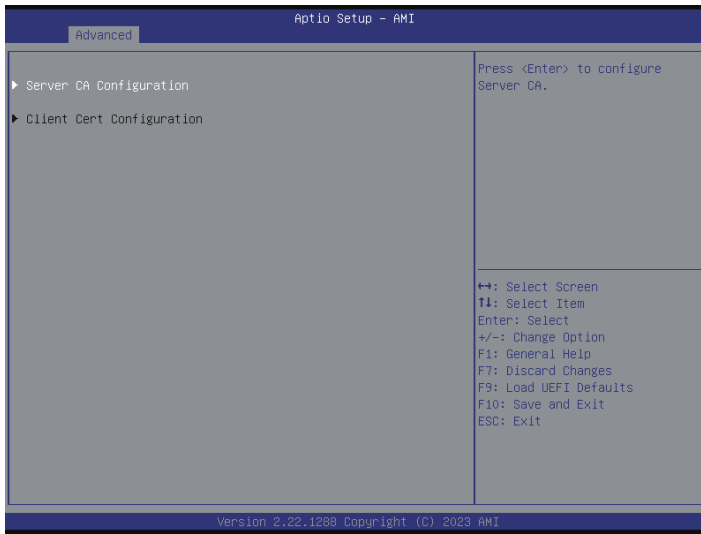 Aptio Setup – AMI
Advanced
Server CA Configuration
Client Cert Configuration
Press <Enter> to configure
Server CA.
↔: Select Screen
↑↓: Select Item
Enter: Select
+/-: Change Option
F1: General Help
F7: Discard Changes
F9: Load UEFI Defaults
F10: Save and Exit
ESC: Exit
Version 2.22.1288 Copyright (C) 2023 AMI